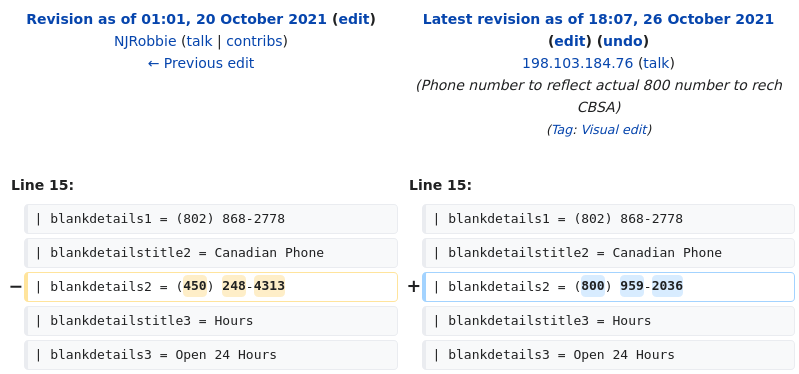 Revision as of 01:01, 20 October 2021 (edit)
NJRobbie (talk | contribs)
← Previous edit
Latest revision as of 18:07, 26 October 2021
(edit) (undo)
198.103.184.76 (talk)
(Phone number to reflect actual 800 number to rech
CBSA)
(Tag: Visual edit)
Line 15:
| blankdetails1 = (802) 868-2778
| blankdetailstitle2 = Canadian Phone
− | blankdetails2 = (450) 248-4313
| blankdetailstitle3 = Hours
| blankdetails3 = Open 24 Hours
Line 15:
| blankdetails1 = (802) 868-2778
| blankdetailstitle2 = Canadian Phone
+ | blankdetails2 = (800) 959-2036
| blankdetailstitle3 = Hours
| blankdetails3 = Open 24 Hours